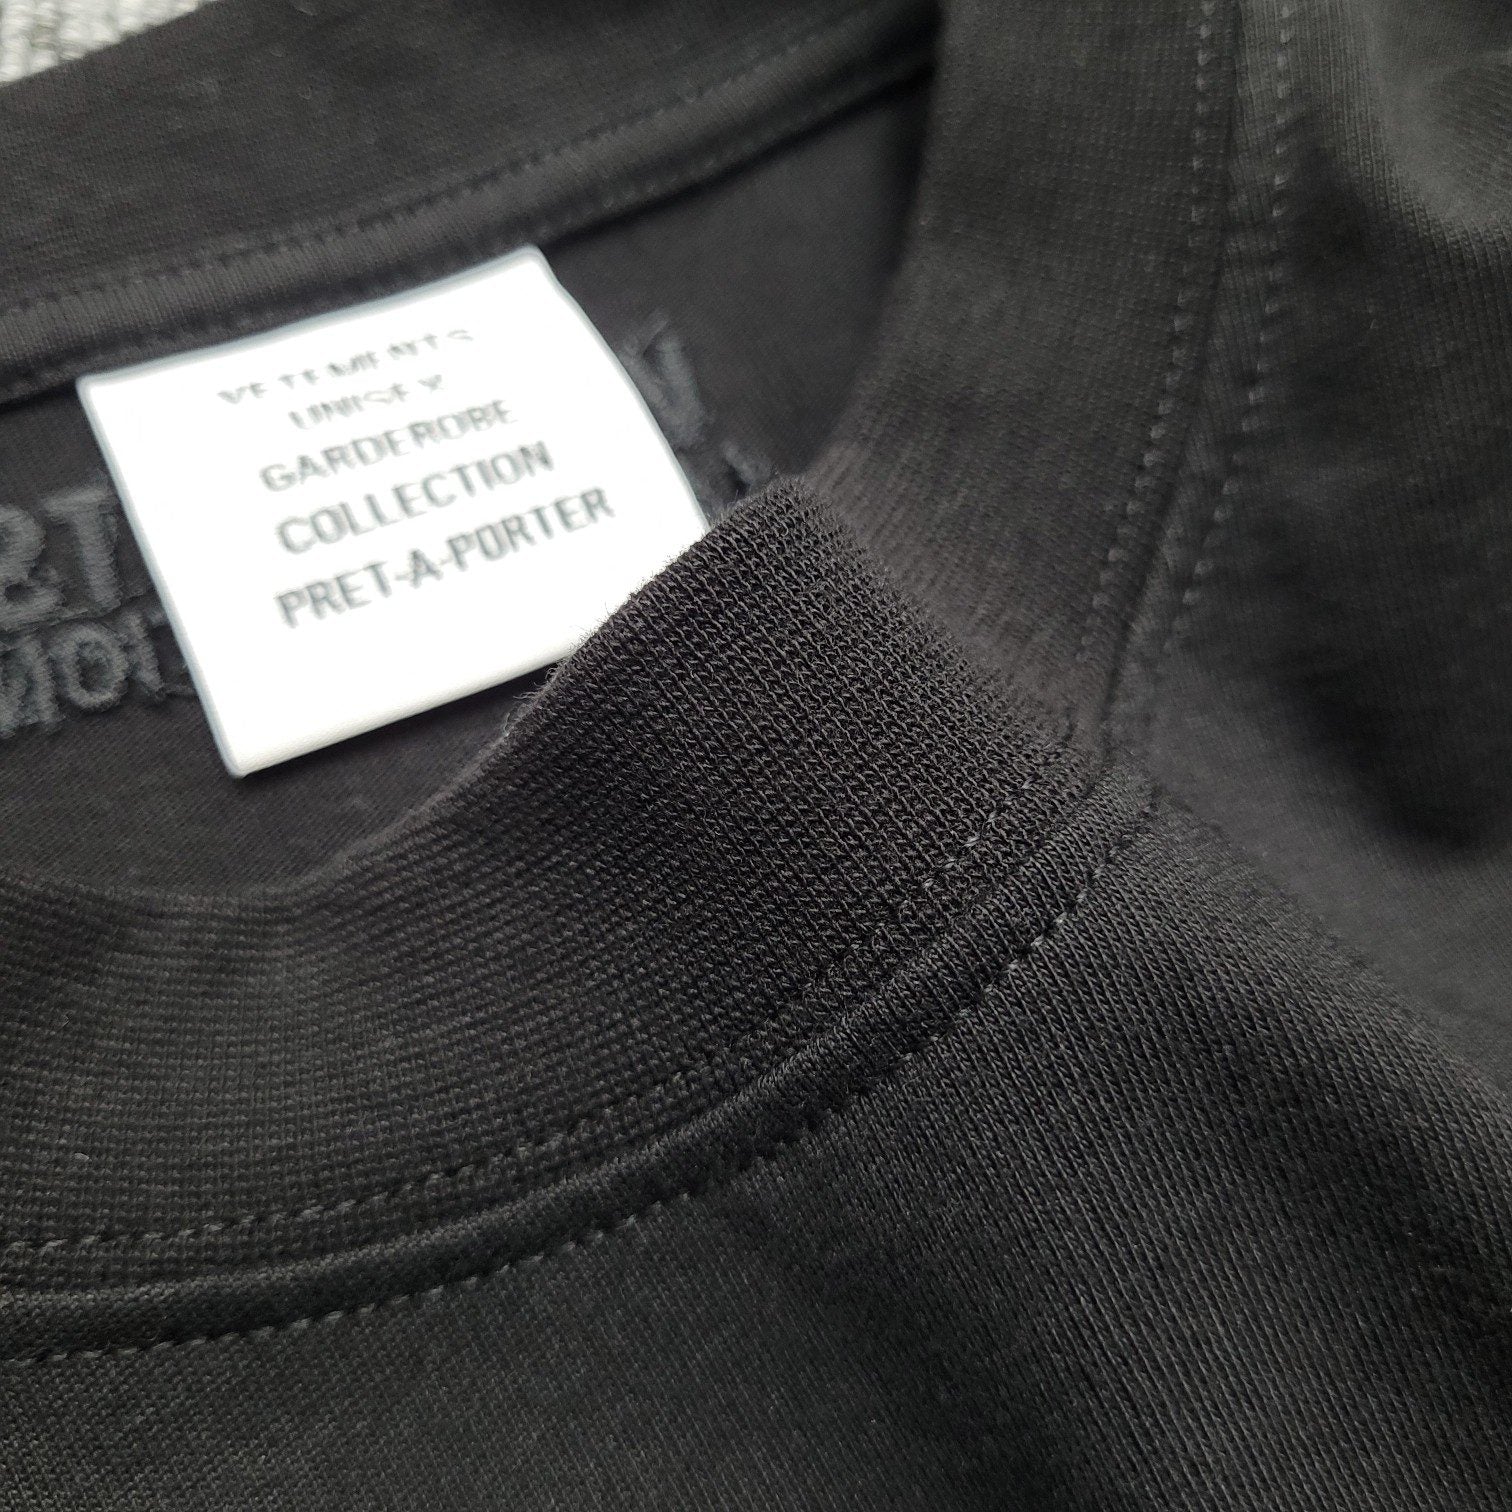 VETEMENTS
UNISEX
GARDEROBE
COLLECTION
PRET-A-PORTER